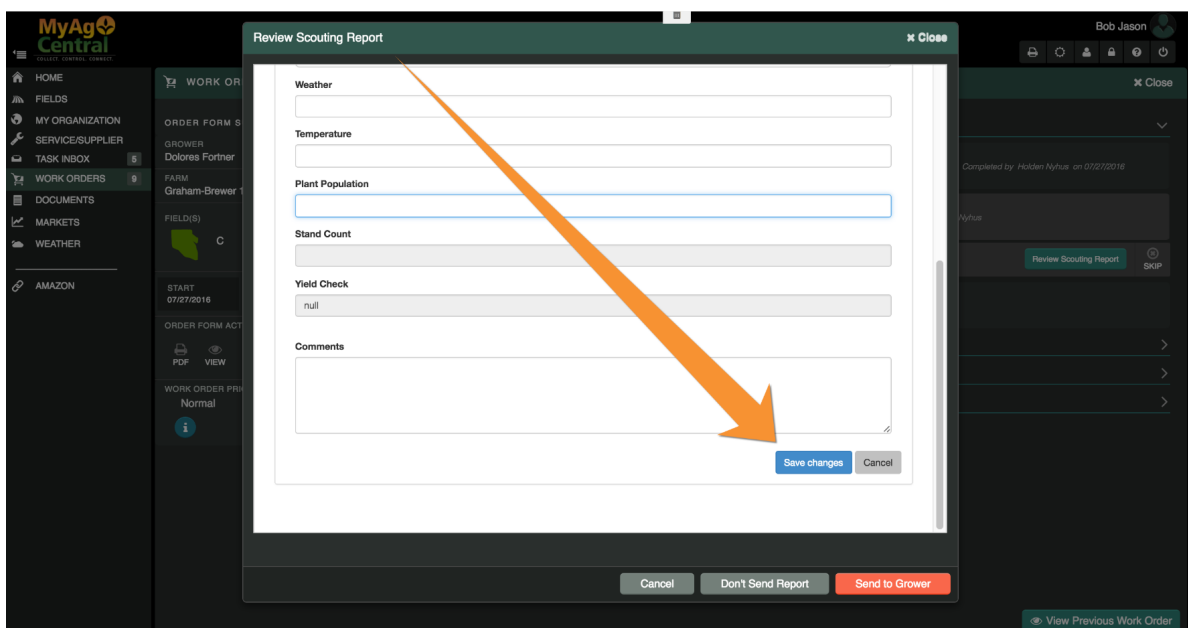 MyAg
Central
COLLECT. CONTROL. CONNECT.
Bob Jason
HOME
FIELDS
MY ORGANIZATION
SERVICE/SUPPLIER
TASK INBOX 5
WORK ORDERS 9
DOCUMENTS
MARKETS
WEATHER
AMAZON
WORK OR
Close
ORDER FORM S
GROWER
Dolores Fortner
FARM
Graham-Brewer 1
FIELD(S)
C
START
07/27/2016
ORDER FORM ACT
PDF VIEW
WORK ORDER PRI
Normal
Review Scouting Report
Close
Weather
Temperature
Plant Population
Stand Count
Yield Check
null
Comments
Save changes Cancel
Cancel Don't Send Report Send to Grower
Completed by Holden Nyhus on 07/27/2016
Nyhus
Review Scouting Report SKIP
View Previous Work Order